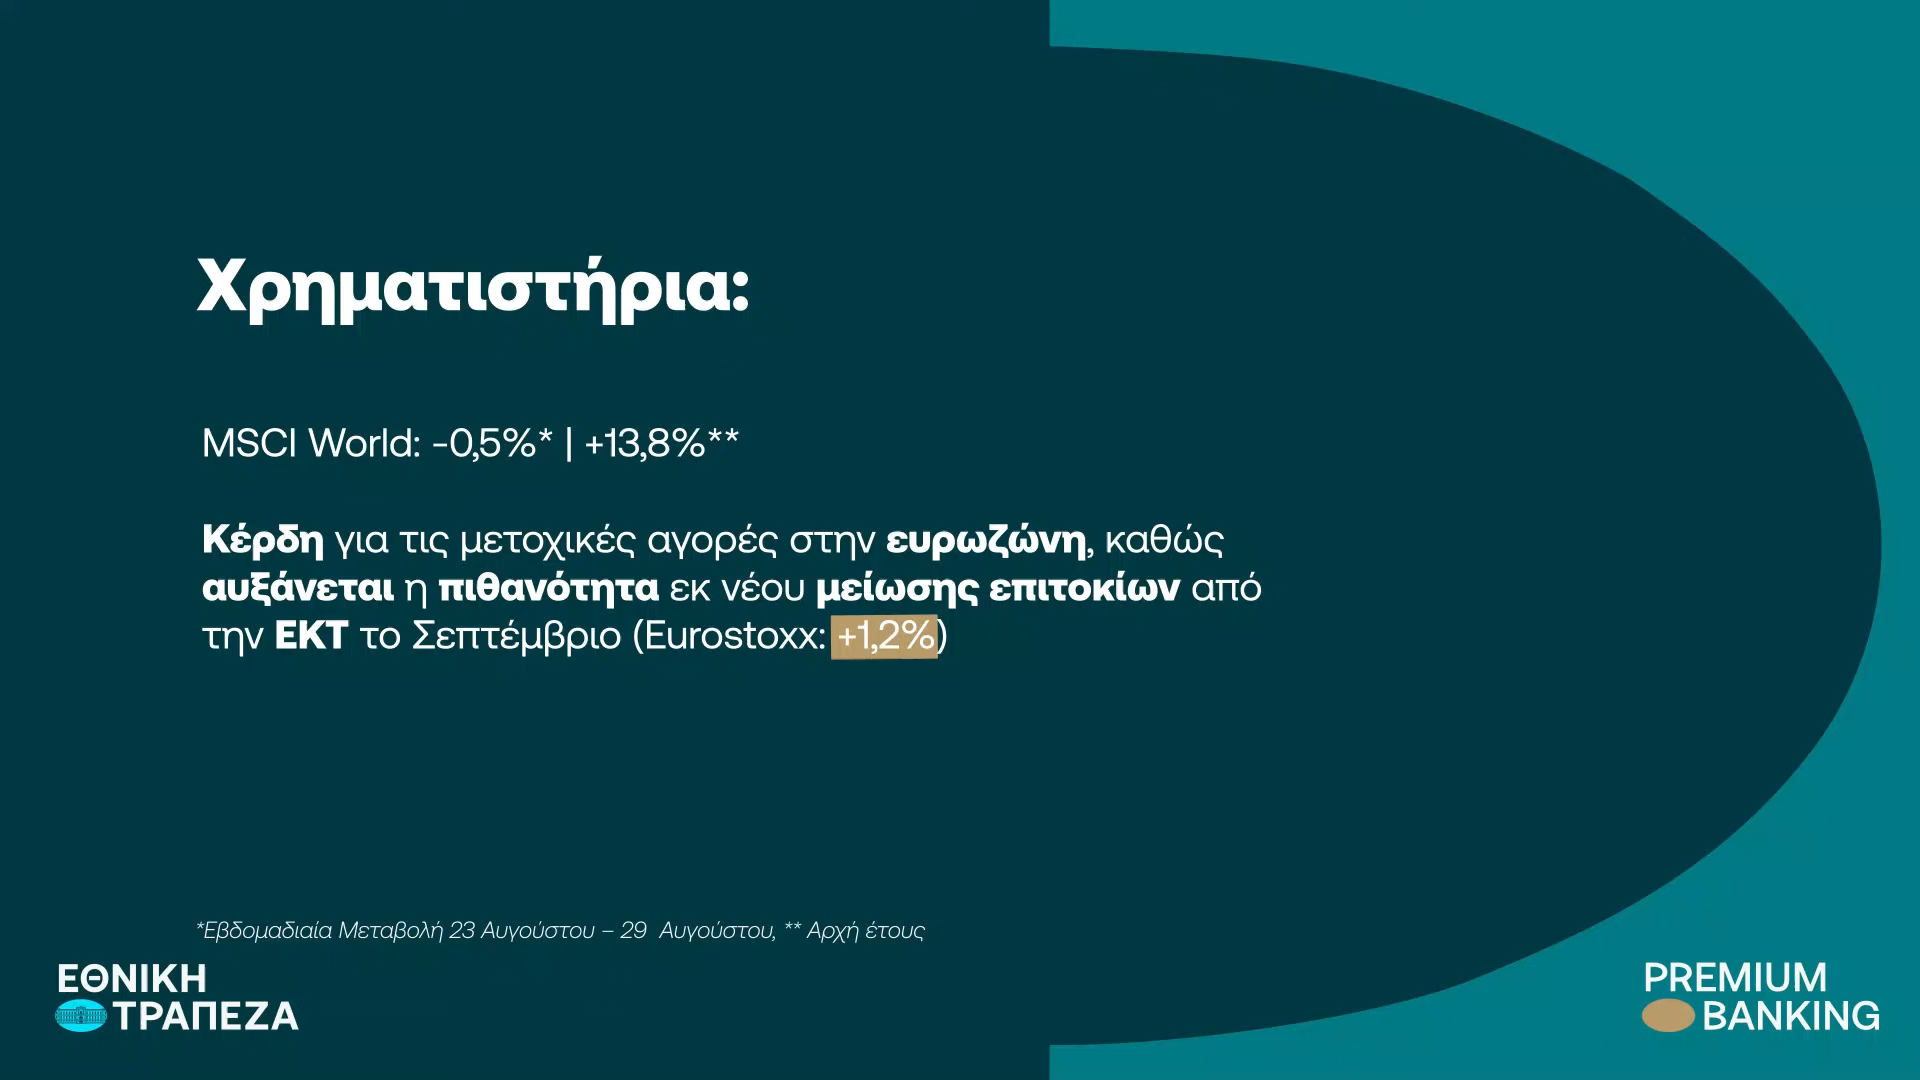 Χρηματιστήρια:
MSCI World: -0,5%* | +13,8%**
Κέρδη για τις μετοχικές αγορές στην ευρωζώνη, καθώς
αυξάνεται η πιθανότητα εκ νέου μείωσης επιτοκίων από
την ΕΚΤ το Σεπτέμβριο (Eurostoxx: +1,2%)
*Εβδομαδιαία Μεταβολή 23 Αυγούστου – 29 Αυγούστου, ** Αρχή έτους
ΕΘΝΙΚΗ
ΤΡΑΠΕΖΑ
PREMIUM
BANKING